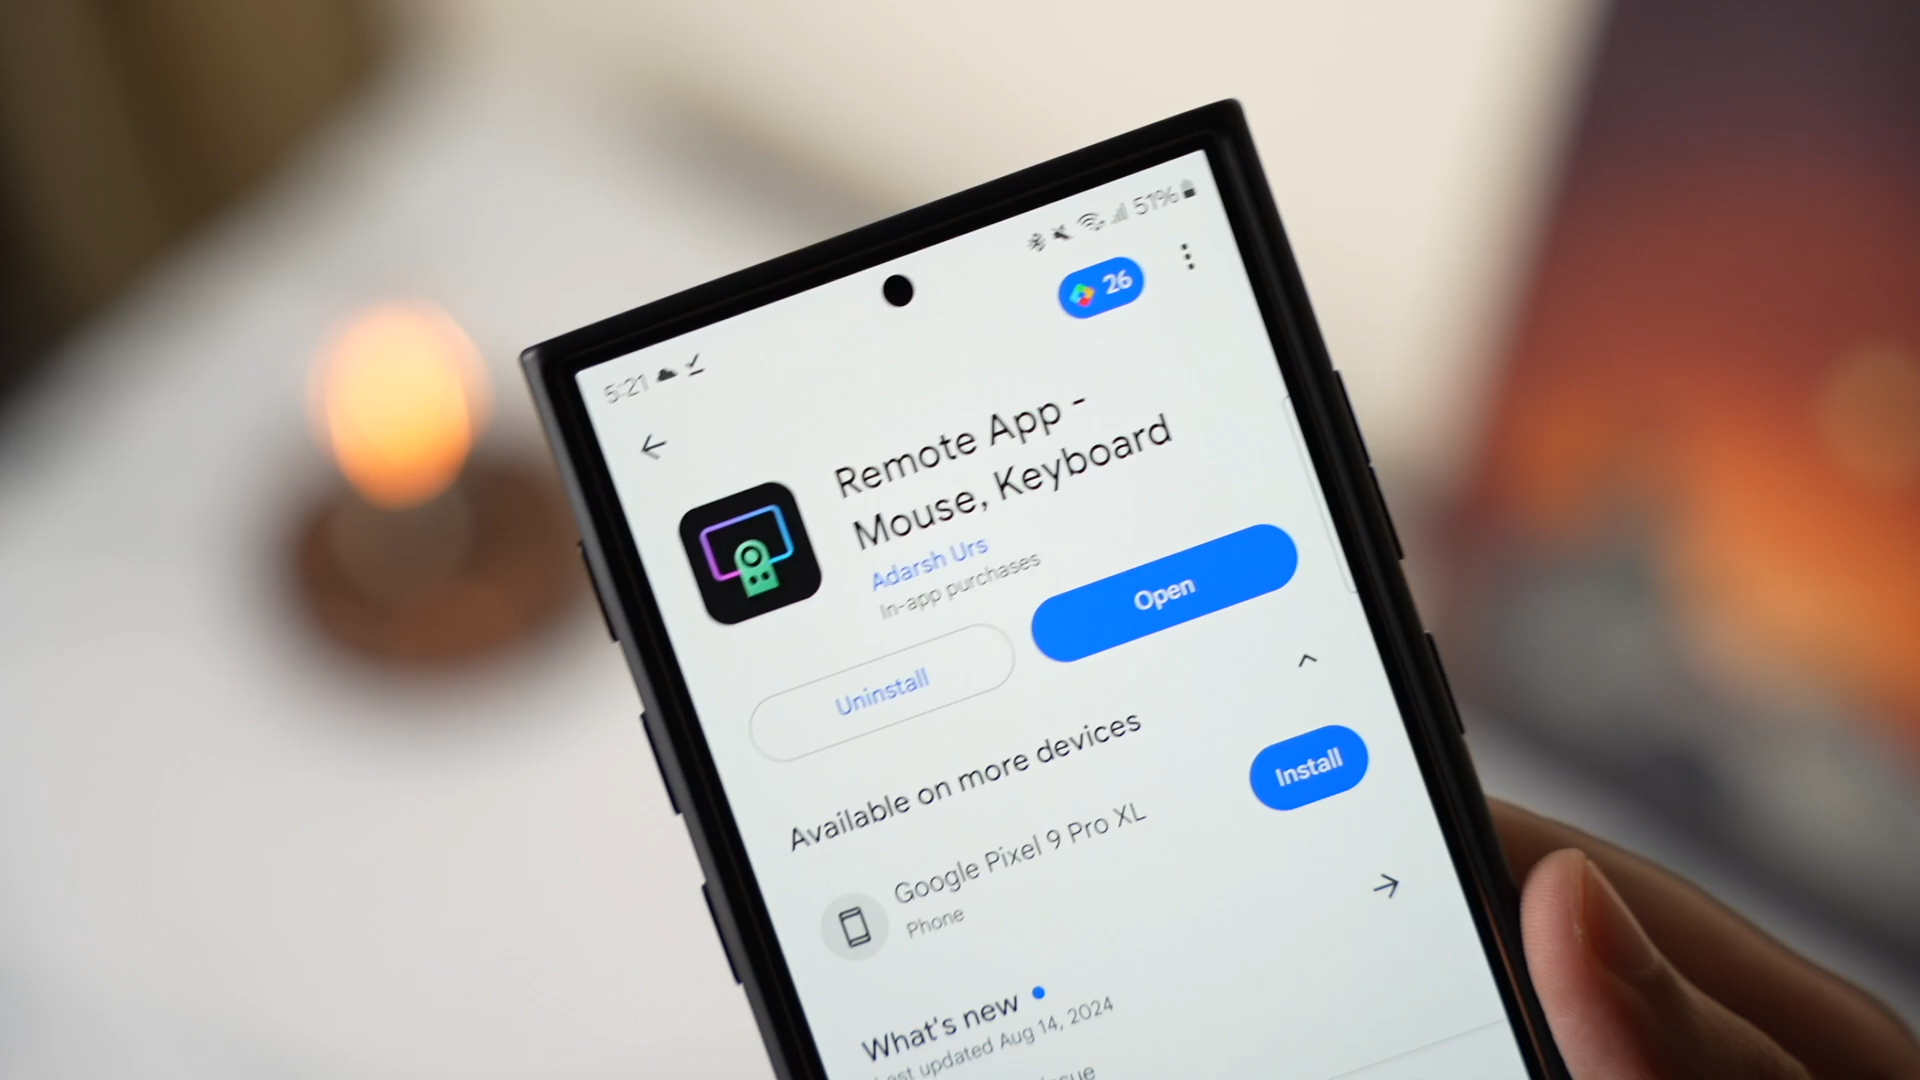 5:21
51%
26
Remote App -
Mouse, Keyboard
Adarsh Urs
In-app purchases
Uninstall
Open
Available on more devices
Google Pixel 9 Pro XL
Phone
Install
What's new
Last updated Aug 14, 2024